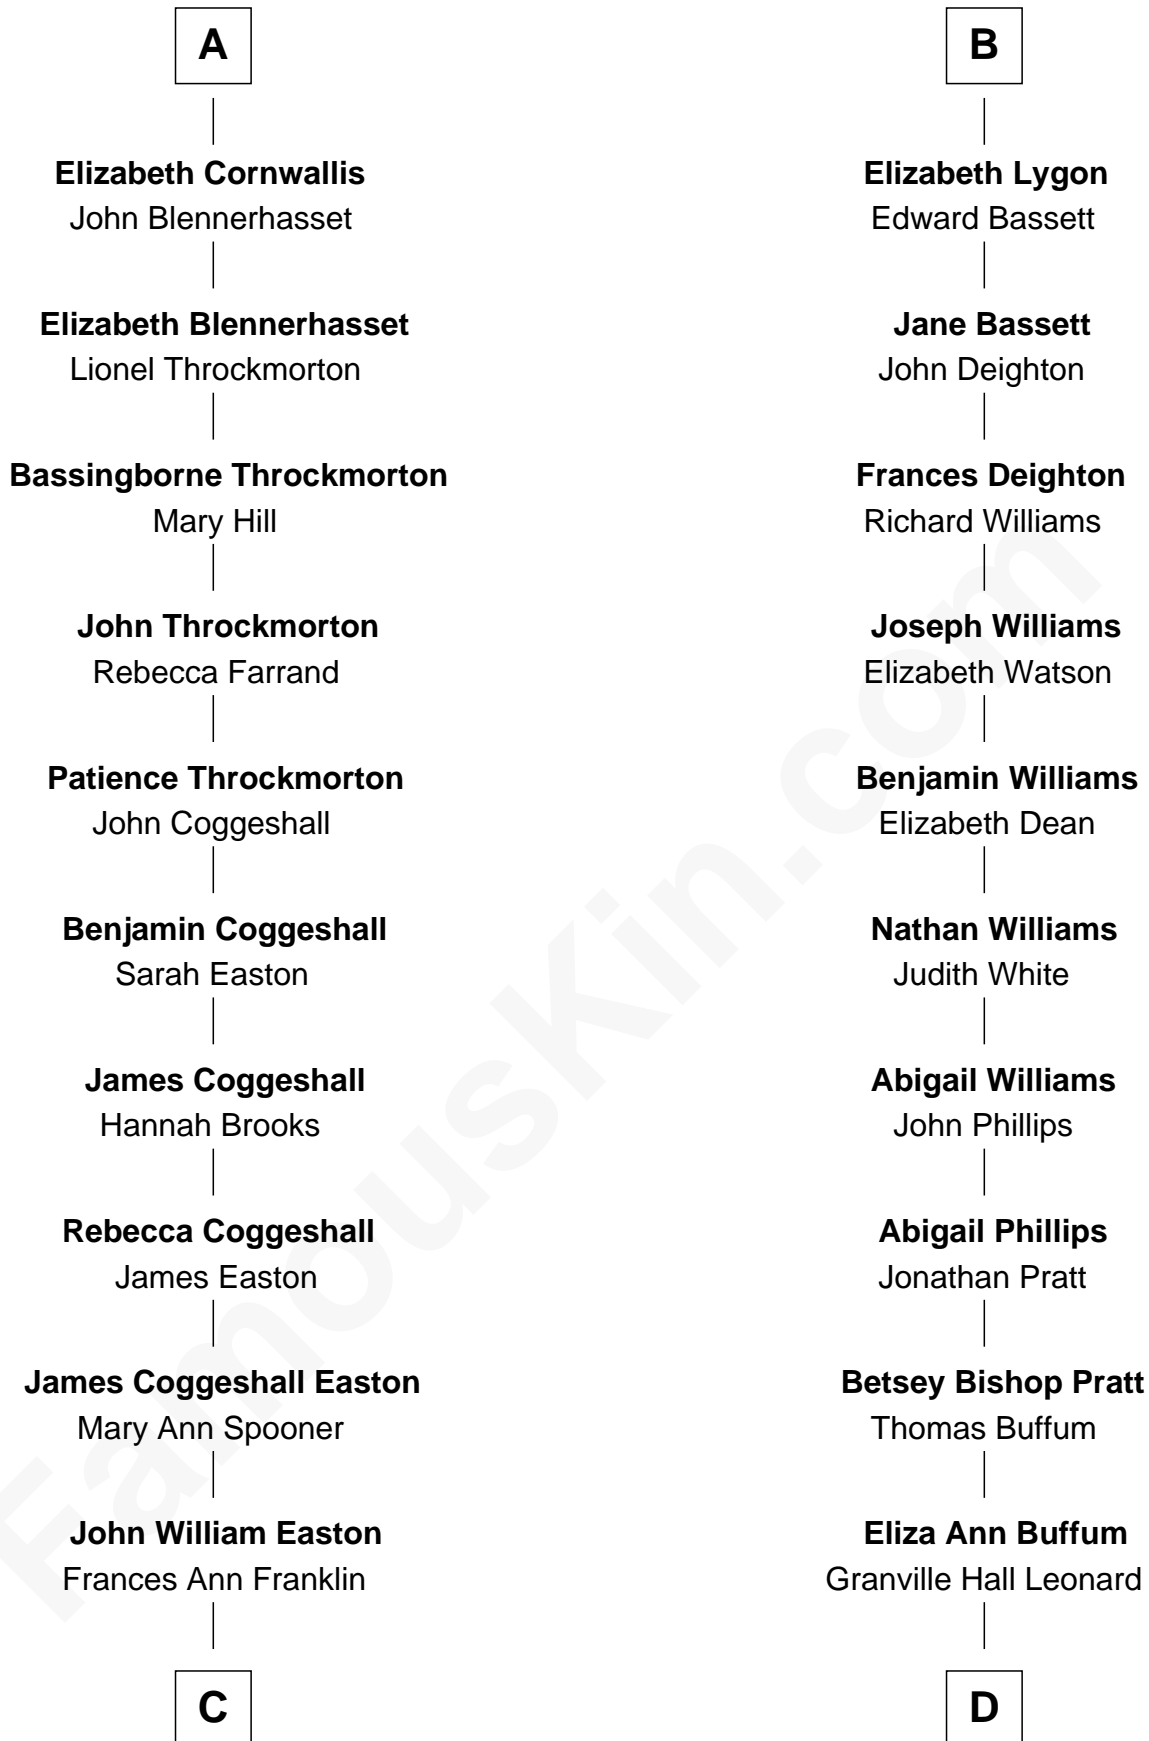 A
Elizabeth Cornwallis
John Blennerhasset
Elizabeth Blennerhasset
Lionel Throckmorton
Bassingborne Throckmorton
Mary Hill
John Throckmorton
Rebecca Farrand
Patience Throckmorton
John Coggeshall
Benjamin Coggeshall
Sarah Easton
James Coggeshall
Hannah Brooks
Rebecca Coggeshall
James Easton
James Coggeshall Easton
Mary Ann Spooner
John William Easton
Frances Ann Franklin
C
B
Elizabeth Lygon
Edward Bassett
Jane Bassett
John Deighton
Frances Deighton
Richard Williams
Joseph Williams
Elizabeth Watson
Benjamin Williams
Elizabeth Dean
Nathan Williams
Judith White
Abigail Williams
John Phillips
Abigail Phillips
Jonathan Pratt
Betsey Bishop Pratt
Thomas Buffum
Eliza Ann Buffum
Granville Hall Leonard
D
FamousKin.com